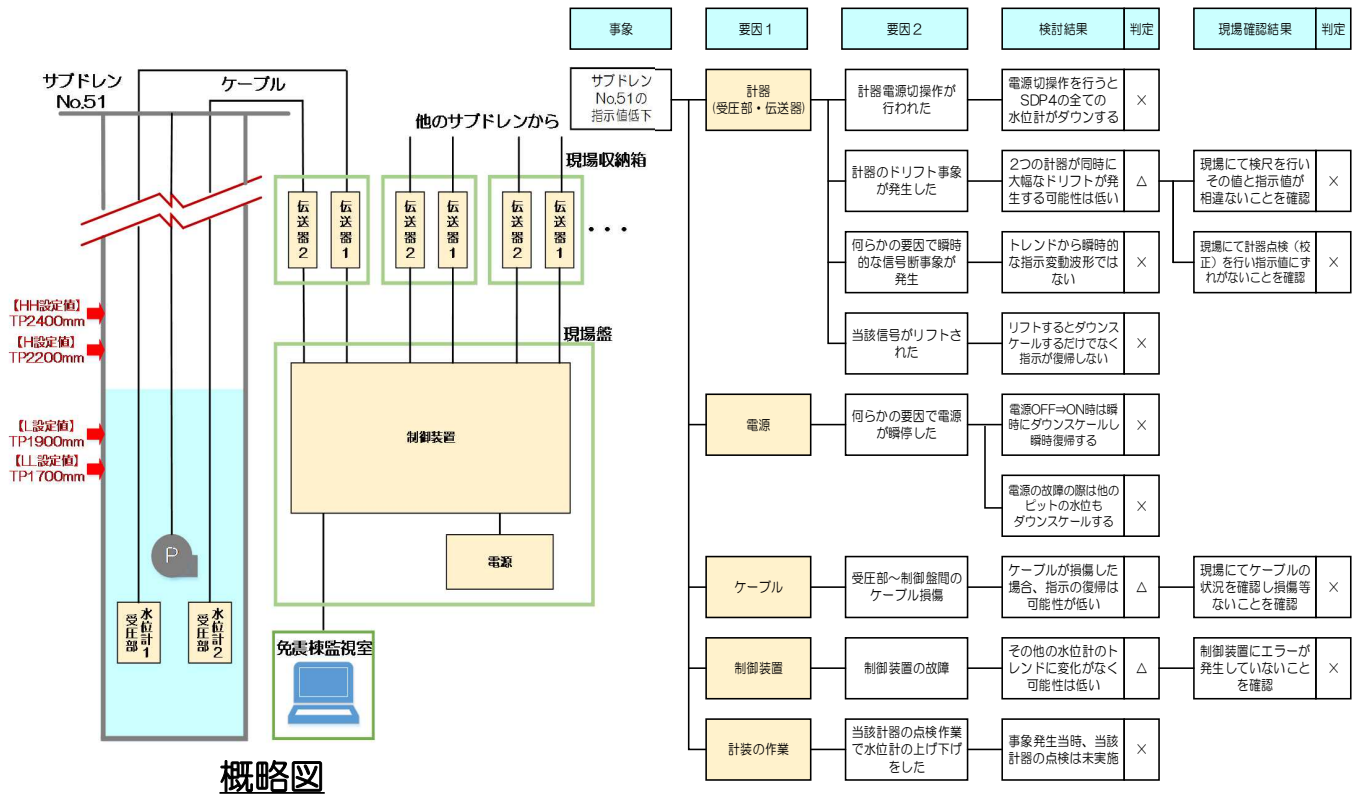 サブドレン
No.51
ケーブル
他のサブドレンから
現場収納箱
伝送器2
伝送器1
伝送器2
伝送器1
伝送器2
伝送器1
・・・
【HH設定値】
TP2400mm
【H設定値】
TP2200mm
【L設定値】
TP1900mm
【LL設定値】
TP1700mm
現場盤
制御装置
電源
P
水位計1
受圧部
水位計2
受圧部
免震棟監視室
概略図
事象
要因1
要因2
検討結果
判定
現場確認結果
判定
サブドレン
No.51の
指示値低下
計器
(受圧部・伝送器)
計器電源切操作が
行われた
電源切操作を行うと
SDP4の全ての
水位計がダウンする
×
計器のドリフト事象
が発生した
2つの計器が同時に
大幅なドリフトが発
生する可能性は低い
△
現場にて検尺を行い
その値と指示値が
相違ないことを確認
×
何らかの要因で瞬時
的な信号断事象が
発生
トレンドから瞬時的
な指示変動波形では
ない
×
現場にて計器点検（校
正）を行い指示値にず
れがないことを確認
×
当該信号がリフトさ
れた
リフトするとダウンス
ケールするだけでなく
指示が復帰しない
×
電源
何らかの要因で電源
が瞬停した
電源OFF⇒ON時は瞬
時にダウンスケールし
瞬時復帰する
×
電源の故障の際は他の
ピットの水位も
ダウンスケールする
×
ケーブル
受圧部～制御盤間の
ケーブル損傷
ケーブルが損傷した
場合、指示の復帰は
可能性が低い
△
現場にてケーブルの
状況を確認し損傷等
ないことを確認
×
制御装置
制御装置の故障
その他の水位計のト
レンドに変化がなく
可能性は低い
△
制御装置にエラーが
発生していないこと
を確認
×
計装の作業
当該計器の点検作業
で水位計の上げ下げ
をした
事象発生当時、当該
計器の点検は未実施
×